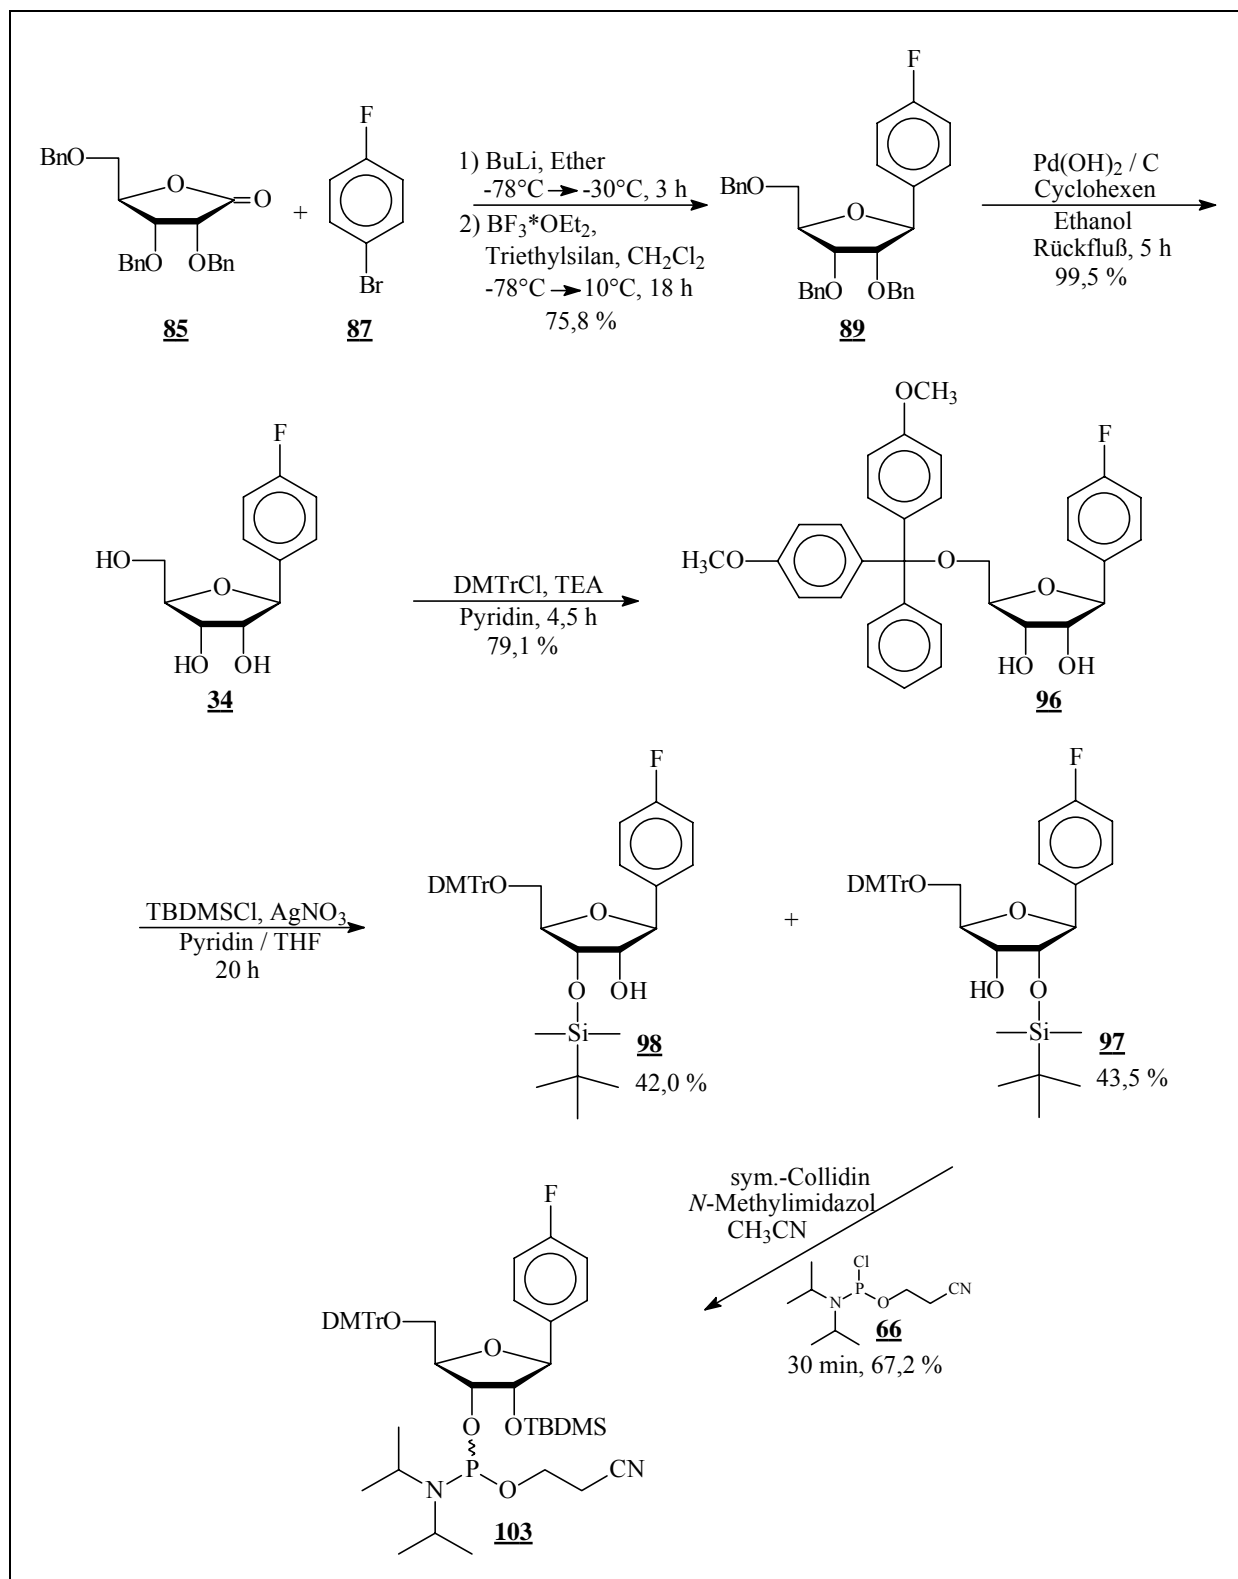 F
BnO
O
O
BnO
OBn
85
+
F
Br
87
1) BuLi, Ether
-78°C → -30°C, 3 h
2) BF3*OEt2,
Triethylsilan, CH2Cl2
-78°C → 10°C, 18 h
75,8 %
F
BnO
O
BnO
OBn
89
Pd(OH)2 / C
Cyclohexen
Ethanol
Rückfluß, 5 h
99,5 %
F
HO
O
HO
OH
34
DMTrCl, TEA
Pyridin, 4,5 h
79,1 %
OCH3
H3CO
O
F
O
HO
OH
96
TBDMSCl, AgNO3
Pyridin / THF
20 h
F
DMTrO
O
O
OH
Si
98
42,0 %
+
F
DMTrO
O
HO
O
Si
97
43,5 %
sym.-Collidin
N-Methylimidazol
CH3CN
Cl
N
P
O
CN
66
30 min, 67,2 %
F
DMTrO
O
O
OTBDMS
N
P
O
CN
103